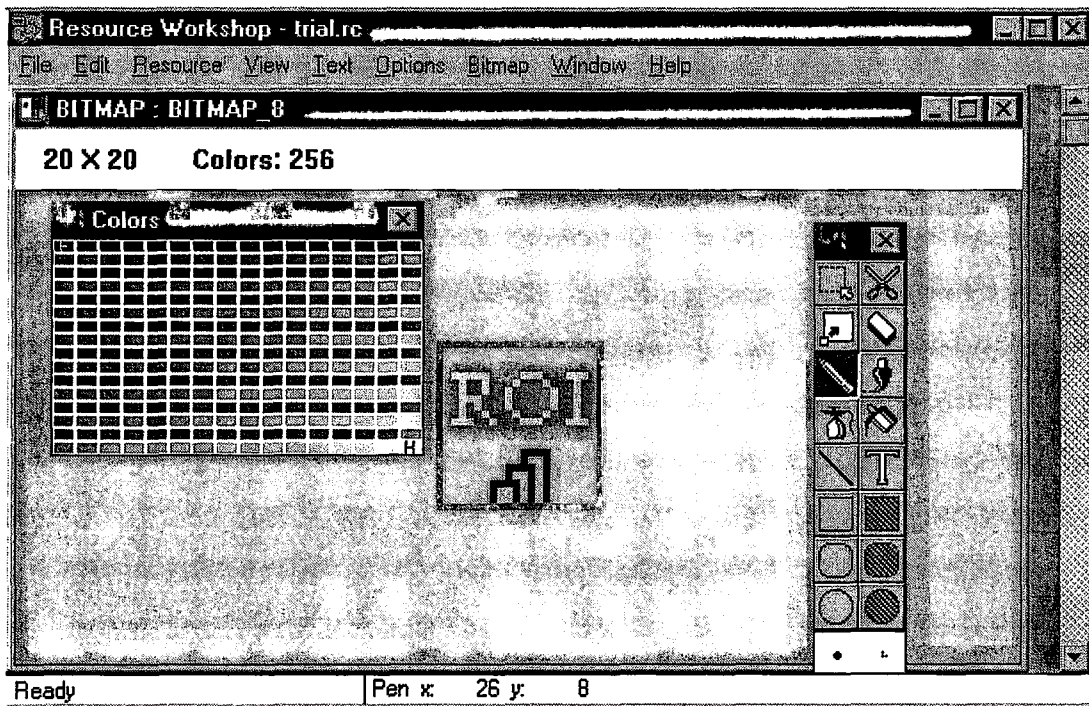 Resource Workshop - trial.rc
File Edit Resource View Text Options Bitmap Window Help
BITMAP : BITMAP_8
20 X 20 Colors: 256
Colors
ROI
T
Ready Pen x: 26 y: 8